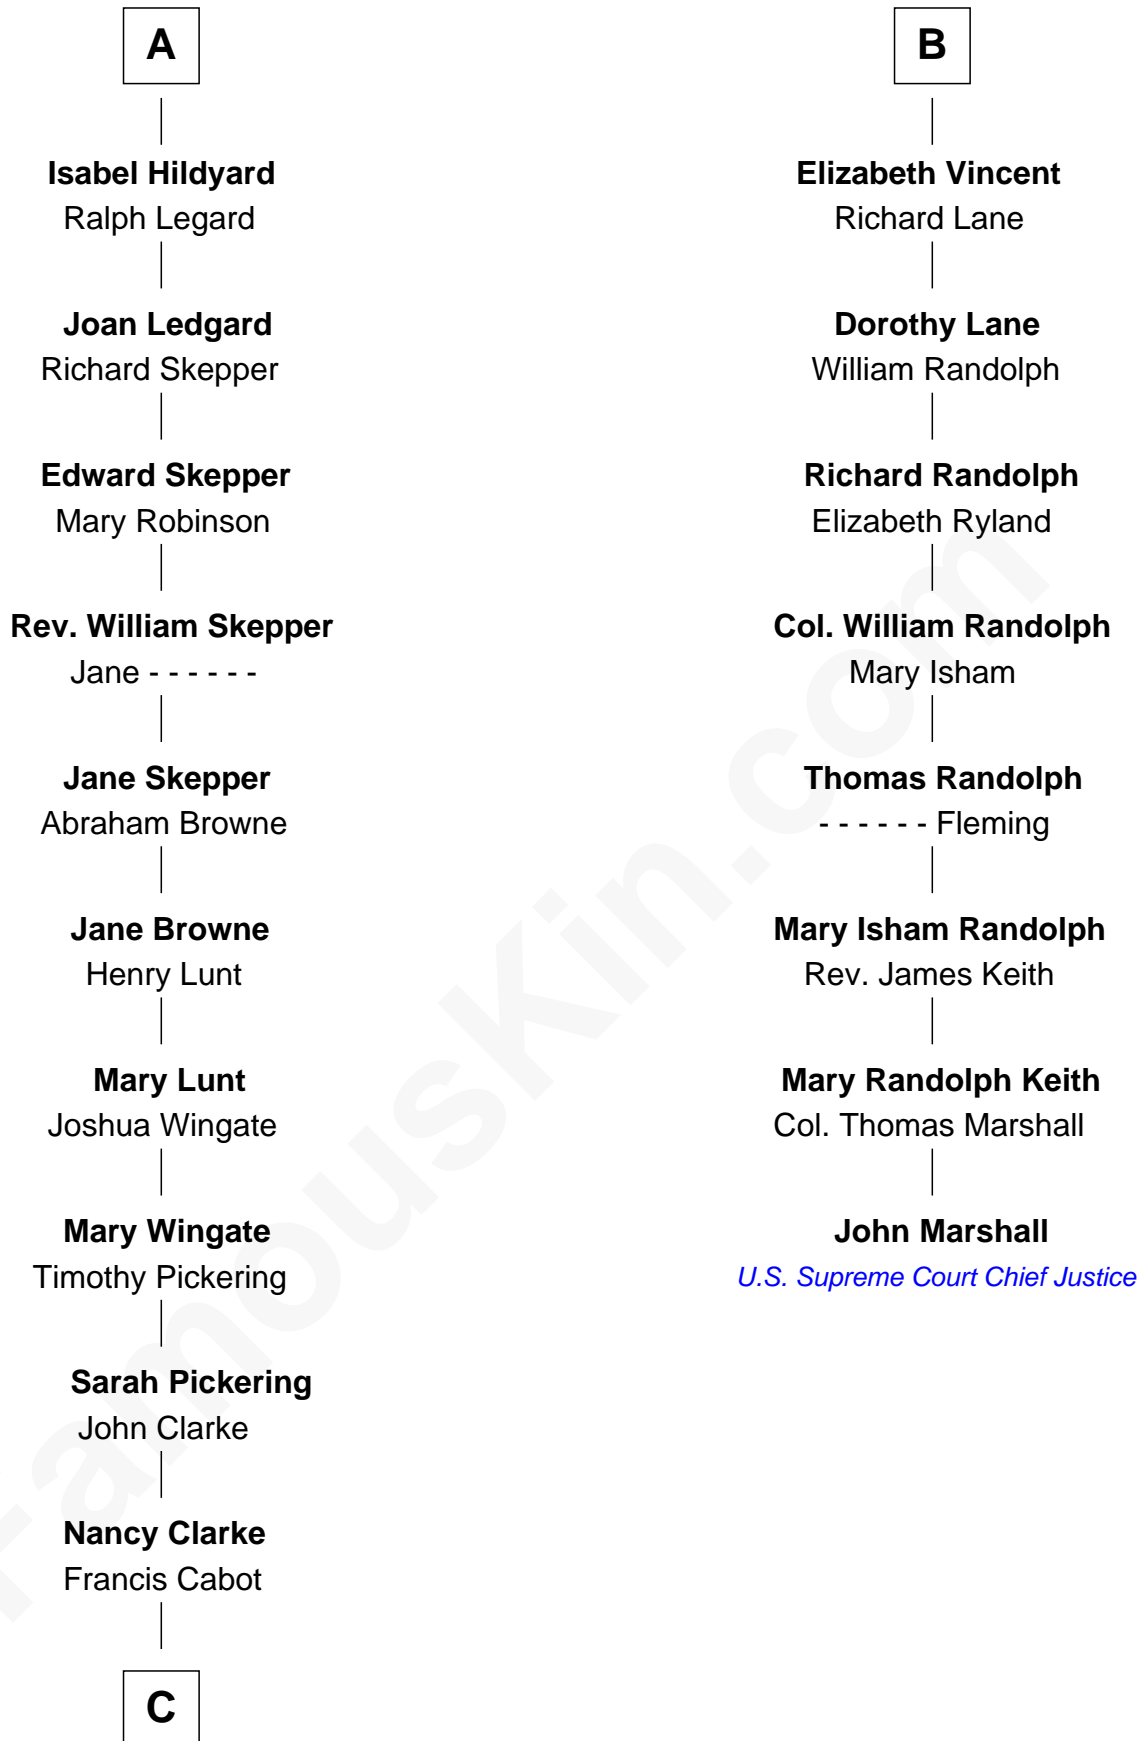 A
Isabel Hildyard
Ralph Legard
Joan Ledgard
Richard Skepper
Edward Skepper
Mary Robinson
Rev. William Skepper
Jane - - - - - -
Jane Skepper
Abraham Browne
Jane Browne
Henry Lunt
Mary Lunt
Joshua Wingate
Mary Wingate
Timothy Pickering
Sarah Pickering
John Clarke
Nancy Clarke
Francis Cabot
C
B
Elizabeth Vincent
Richard Lane
Dorothy Lane
William Randolph
Richard Randolph
Elizabeth Ryland
Col. William Randolph
Mary Isham
Thomas Randolph
- - - - - - Fleming
Mary Isham Randolph
Rev. James Keith
Mary Randolph Keith
Col. Thomas Marshall
John Marshall
U.S. Supreme Court Chief Justice
FamousKin.com